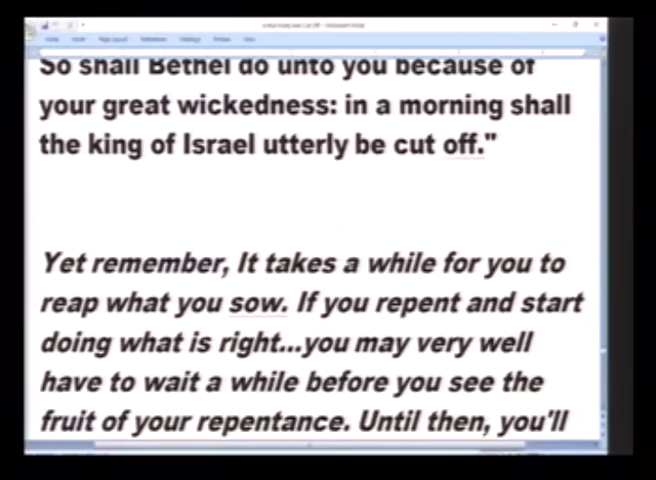 So shall Bethel do unto you because of
your great wickedness: in a morning shall
the king of Israel utterly be cut off."
Yet remember, It takes a while for you to
reap what you sow. If you repent and start
doing what is right...you may very well
have to wait a while before you see the
fruit of your repentance. Until then, you'll